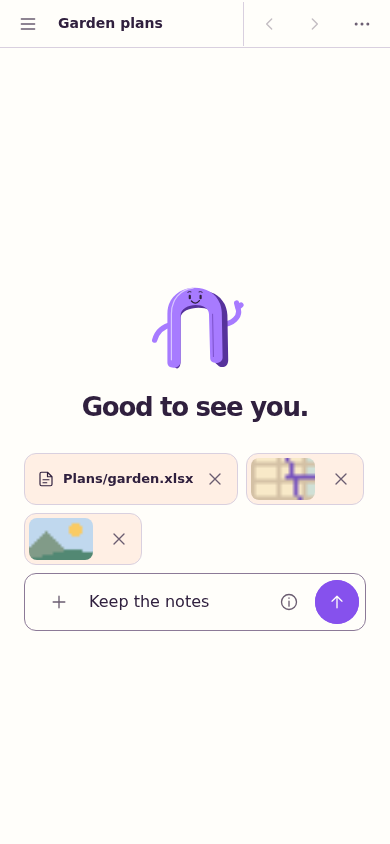 Garden plans
Good to see you.
Plans/garden.xlsx
Keep the notes